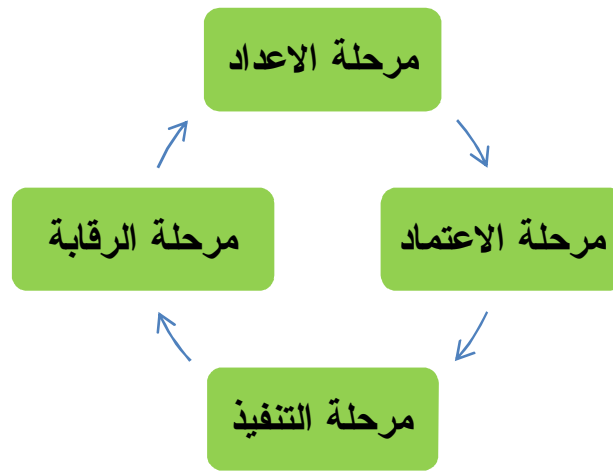 مرحلة الاعداد
مرحلة الاعتماد
مرحلة التنفيذ
مرحلة الرقابة